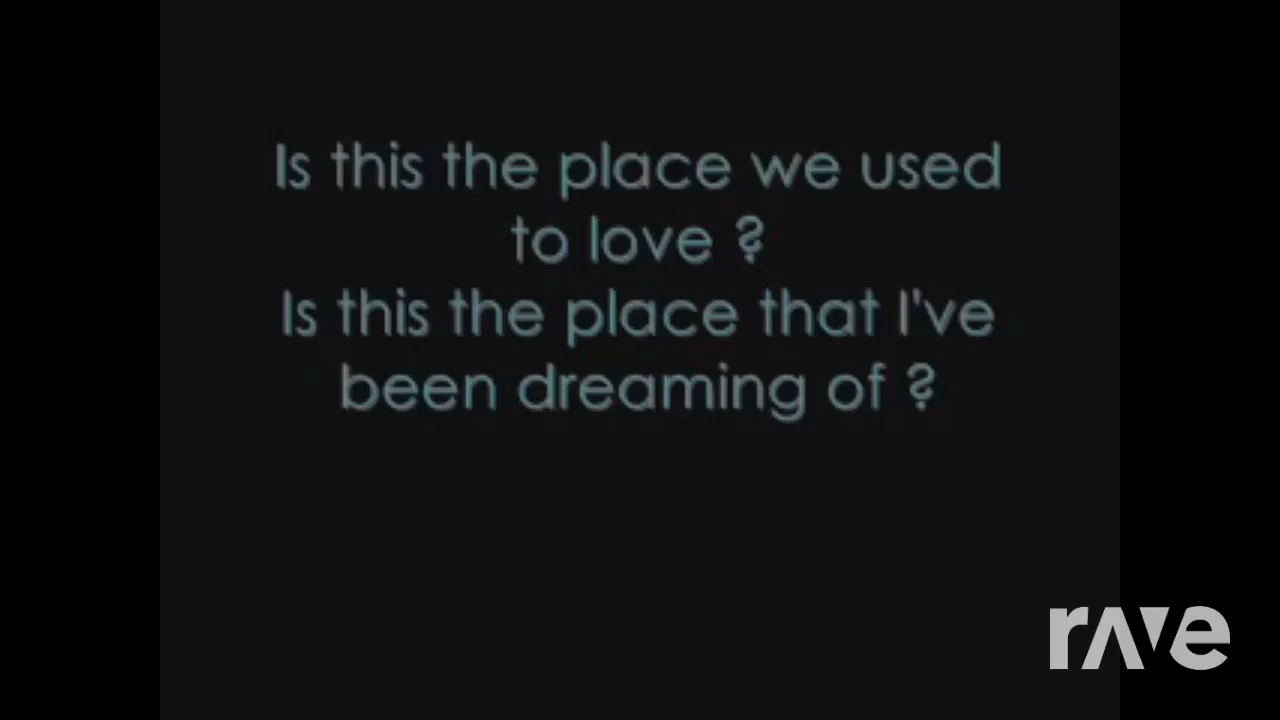 Is this the place we used
to love ?
Is this the place that I've
been dreaming of ?
rave